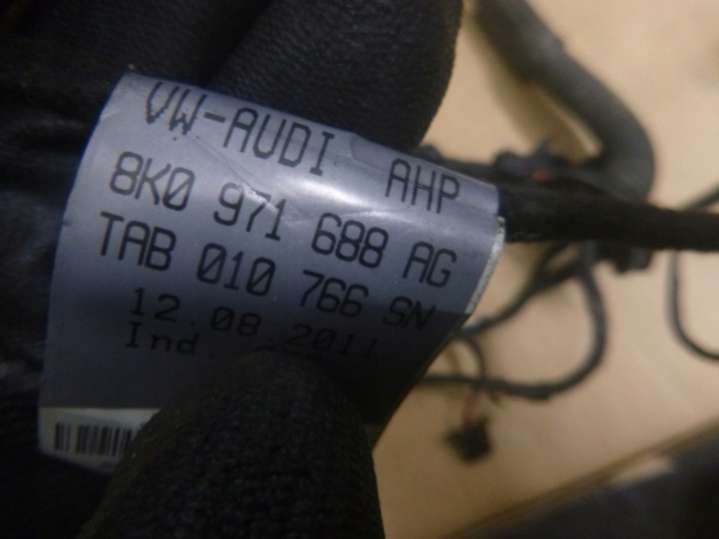 VW-AUDI AHP
8K0 971 688 AG
TAB 010 766 SN
12.08.2011
Ind.